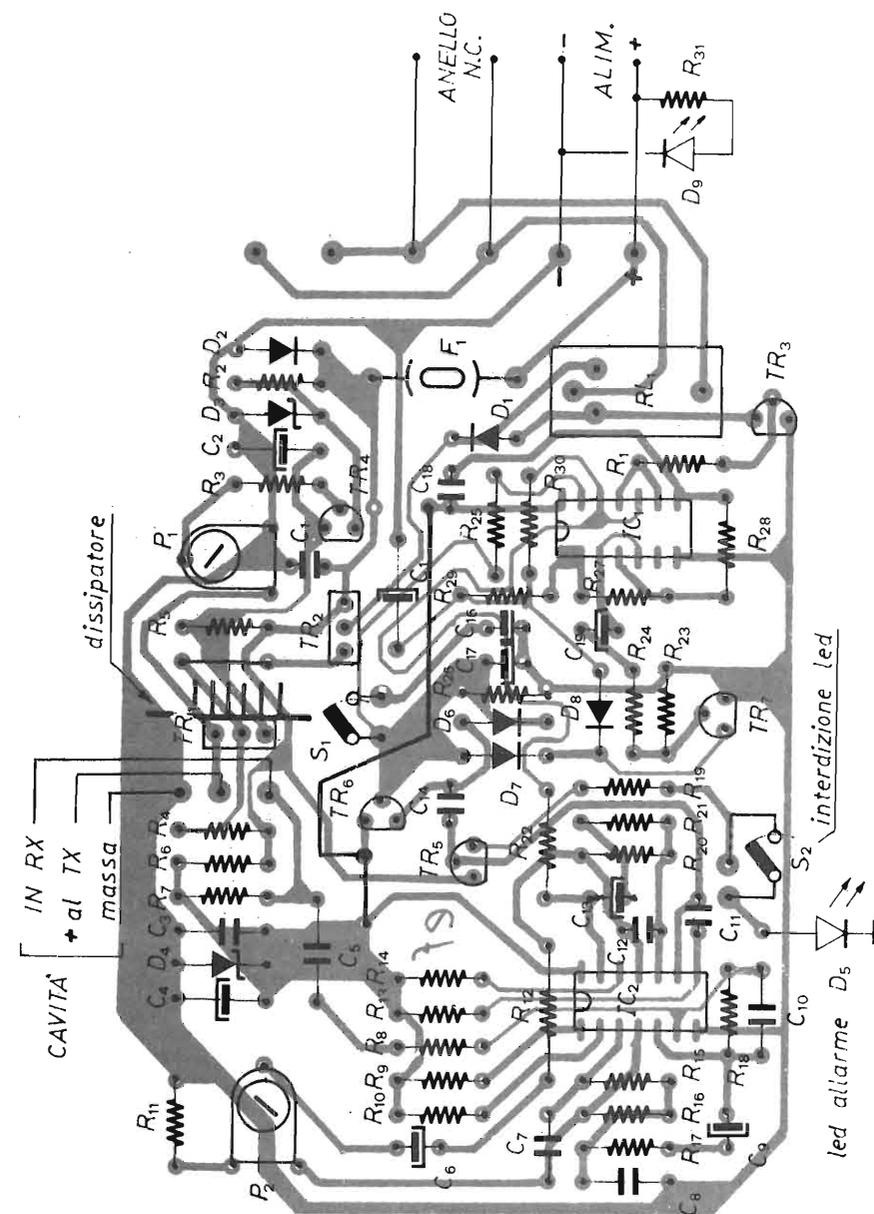 ANELLO
N.C.
-
ALIM.
+
R31
D9
-
+
D2
R2
D3
C2
R3
P1
dissipatore
R5
C1
TR4
F1
TR2
C1
TR1
S1
D1
RL1
TR3
C18
R25
R30
R1
IC1
R28
R29
R27
C16
C17
C19
R24
R23
R26
D6
D8
D7
TR7
IN RX
+ al TX
massa
CAVITÀ
R4
R6
R7
C3
D4
C4
C5
TR6
C14
TR5
R22
R19
R21
R20
S2
interdizione led
79
R14
R13
R8
R9
R10
R12
C13
C12
C11
IC2
R11
P2
C6
C7
R15
R16
R17
R18
C10
C8
C9
led allarme D5